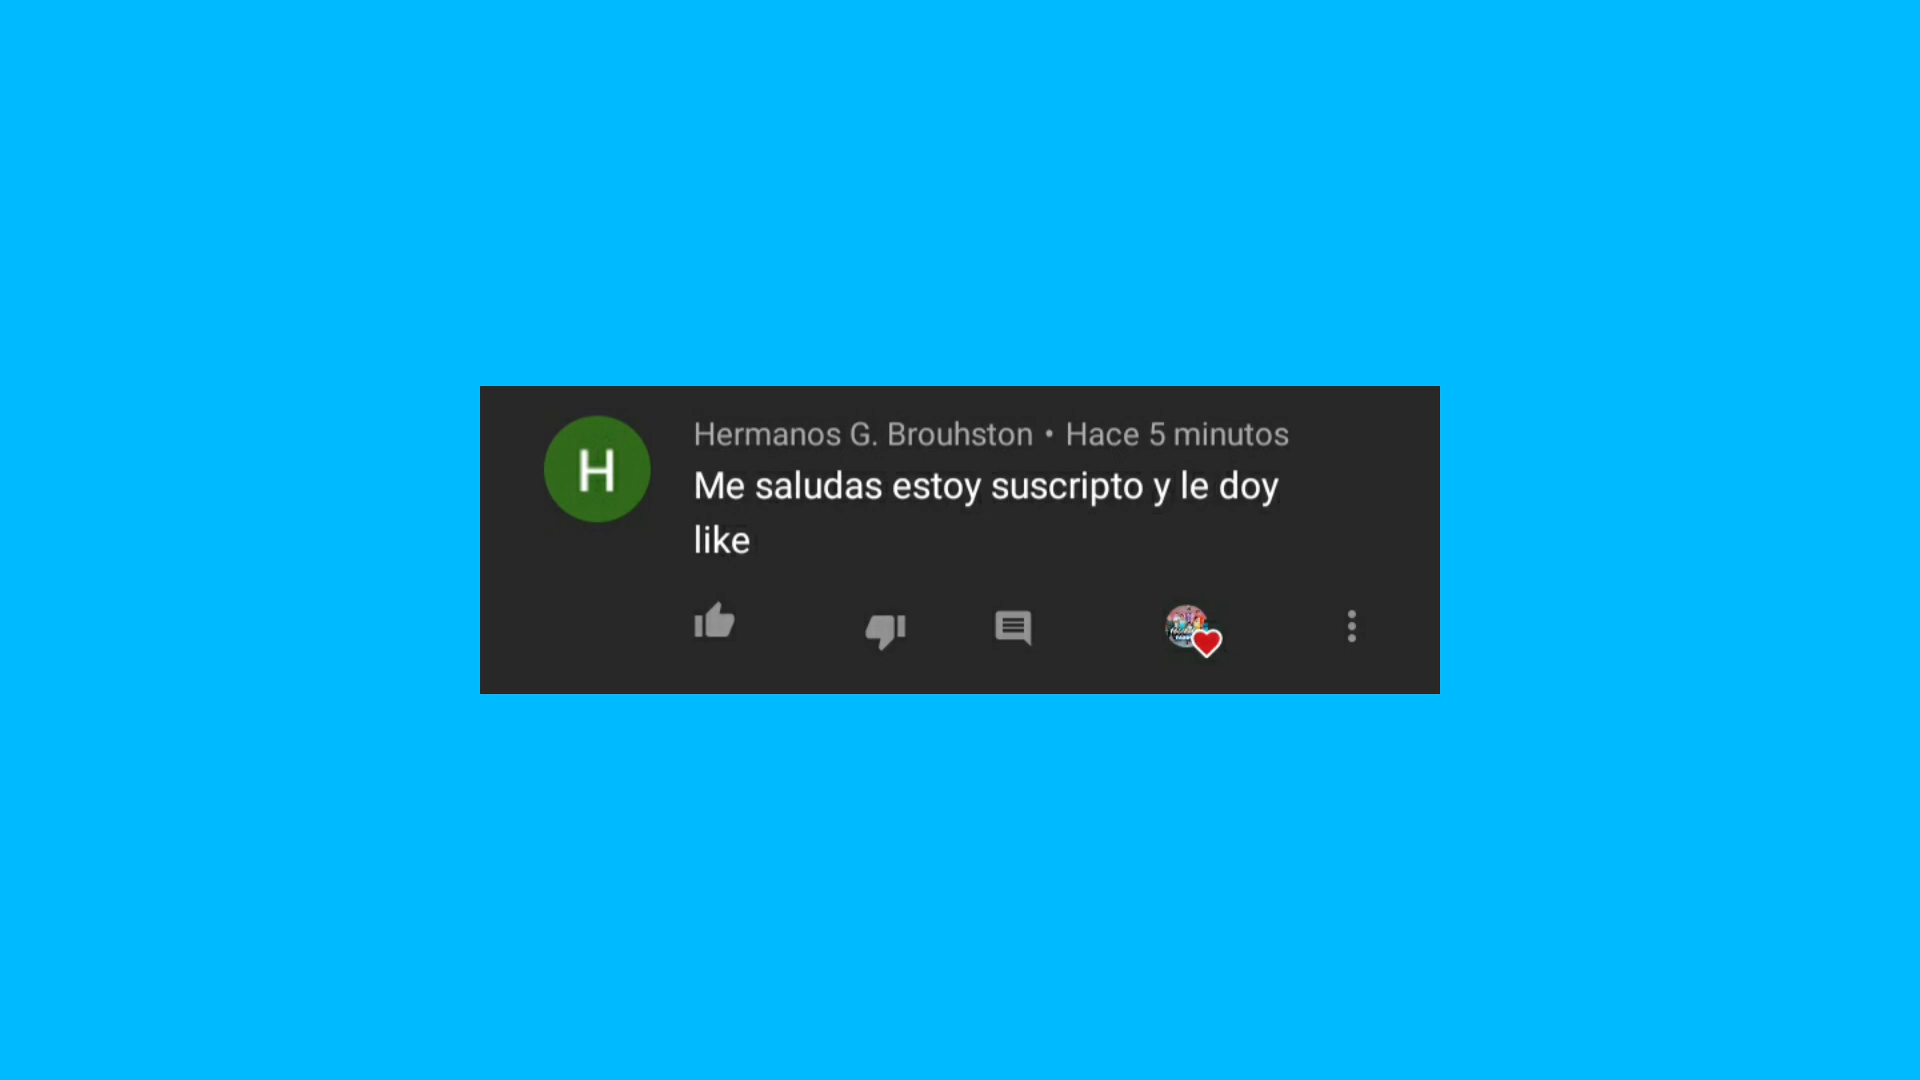 H
Hermanos G. Brouhston • Hace 5 minutos
Me saludas estoy suscripto y le doy
like